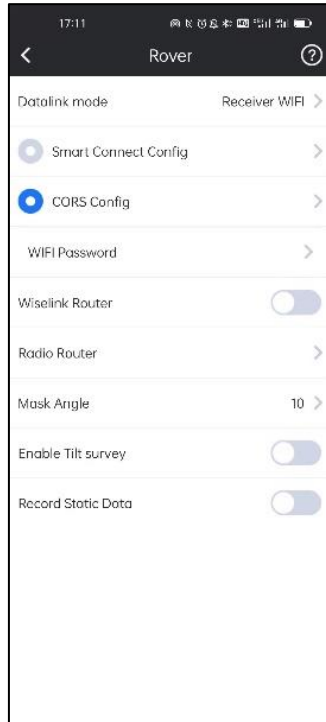 17:11
Rover
Datalink mode Receiver WIFI
Smart Connect Config
CORS Config
WIFI Password
Wiselink Router
Radio Router
Mask Angle 10
Enable Tilt survey
Record Static Data